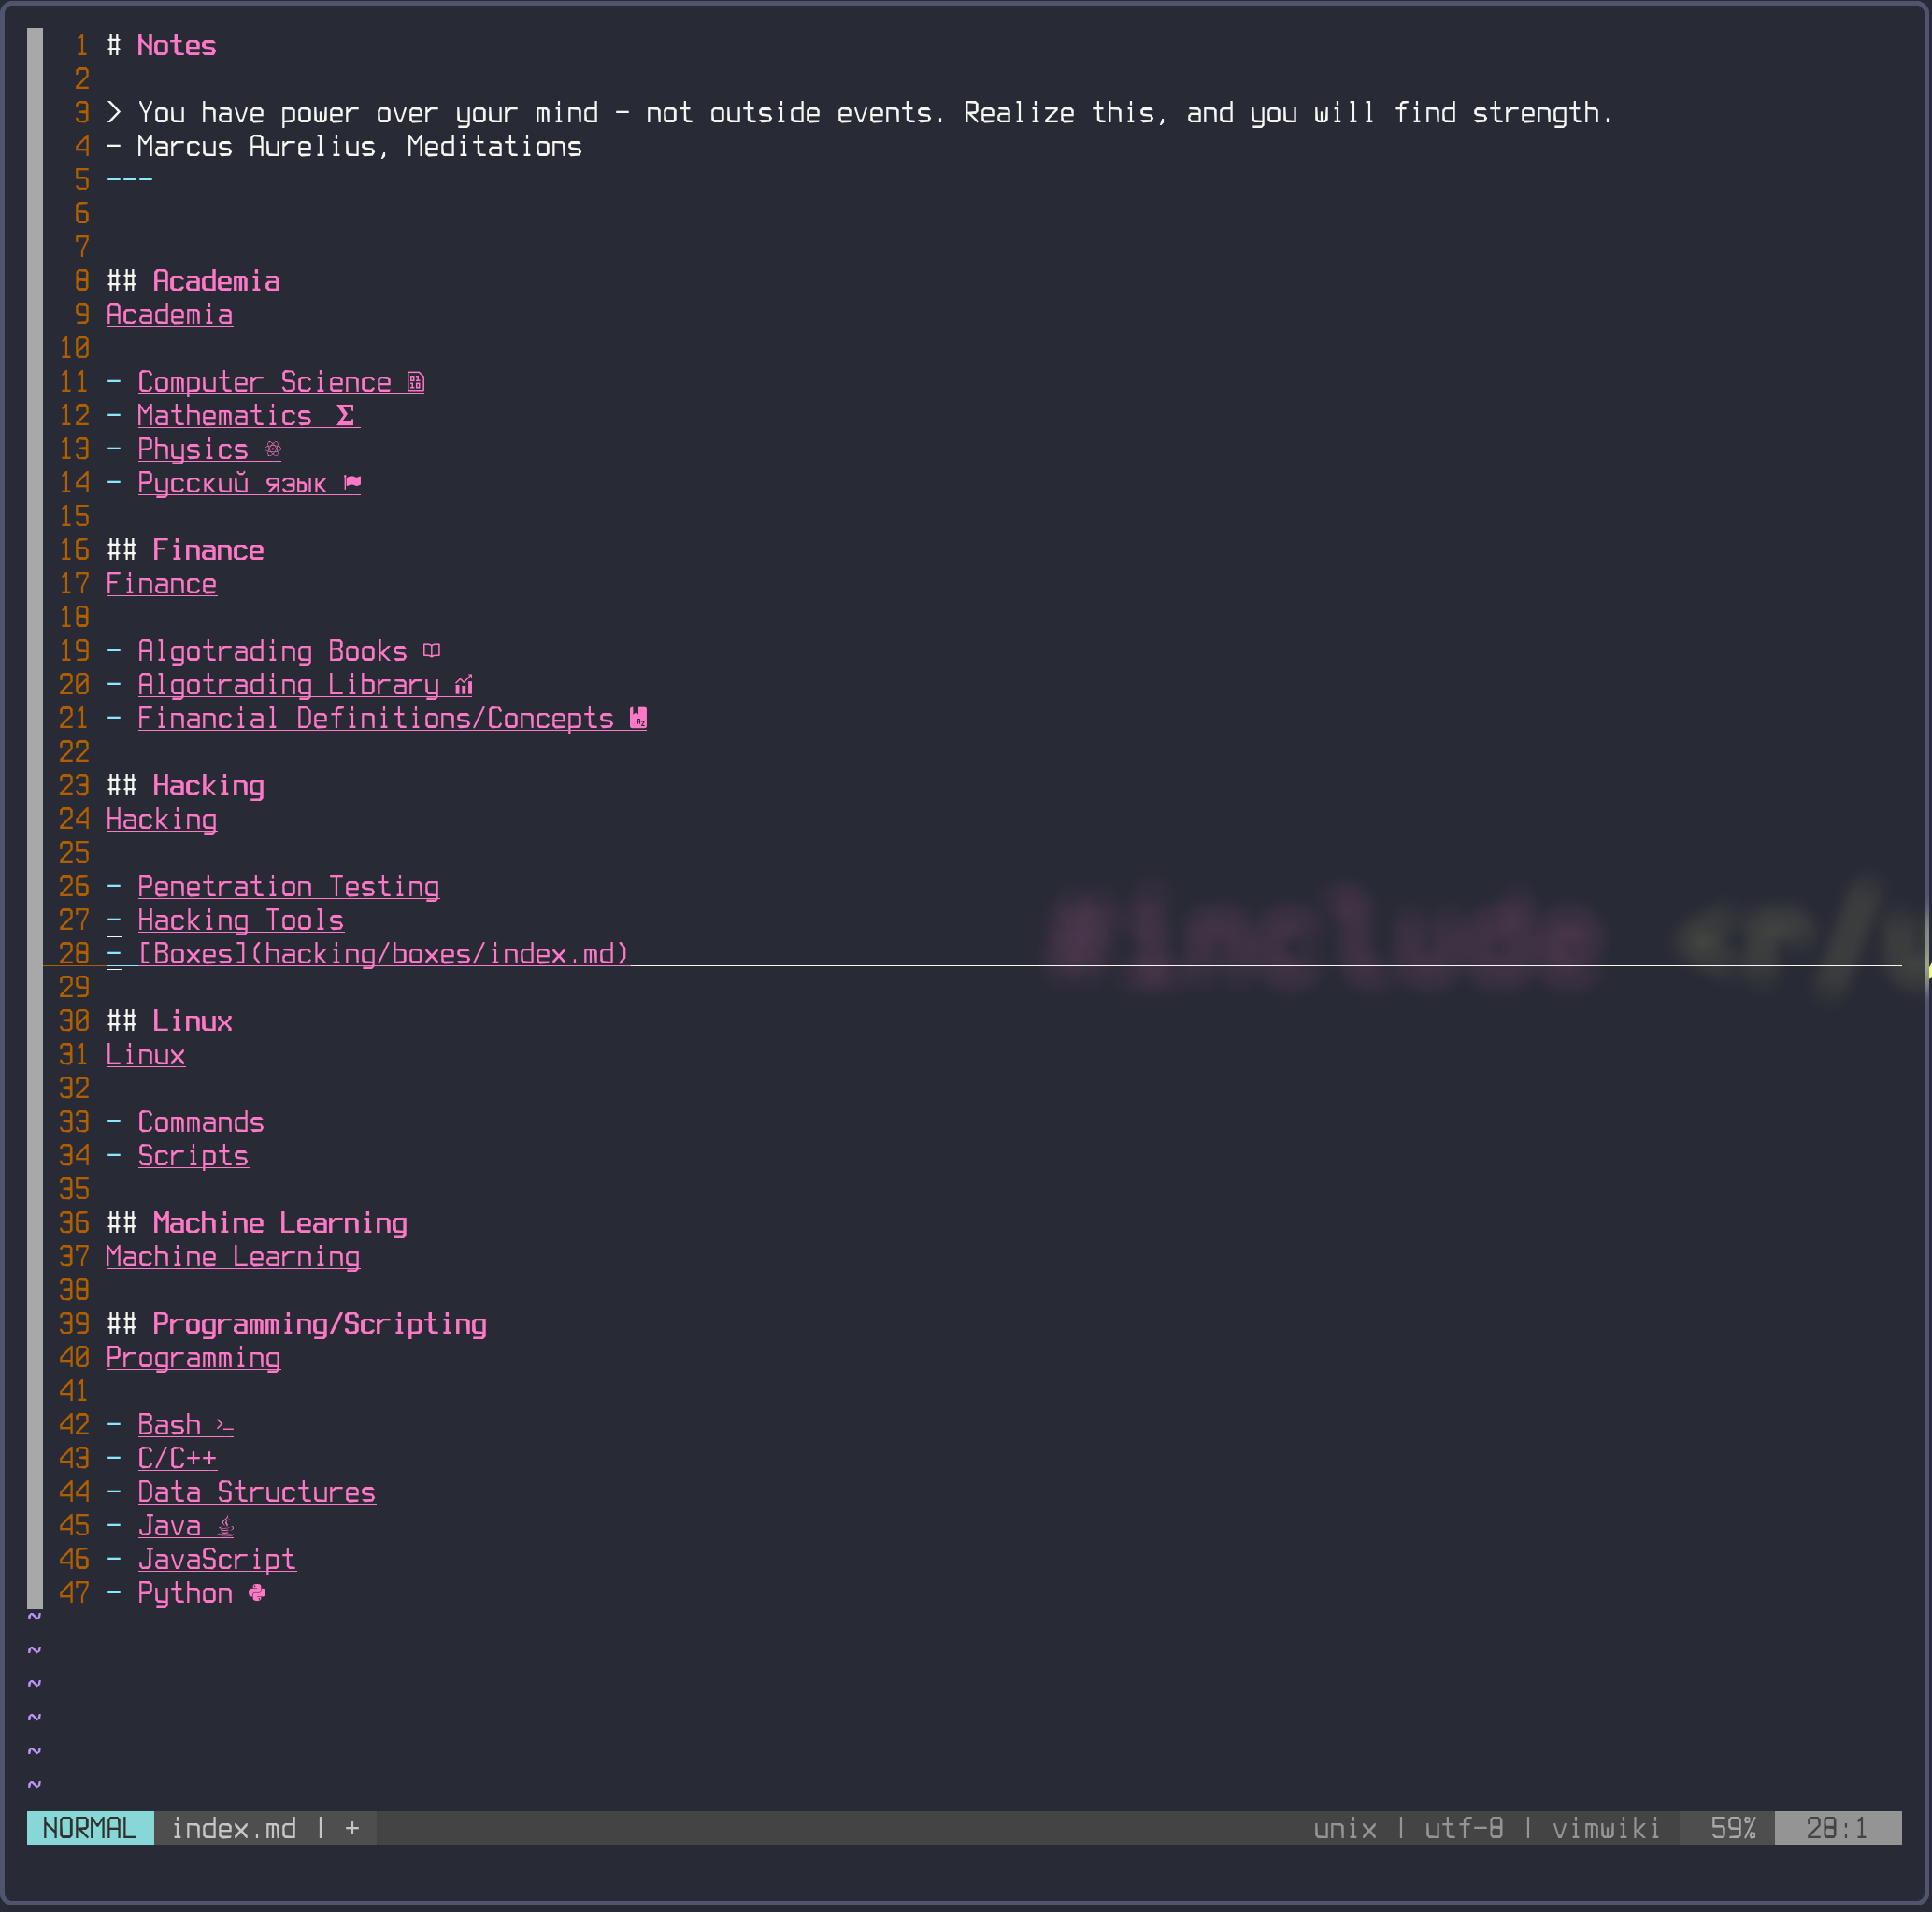 1 # Notes
2
3 > You have power over your mind - not outside events. Realize this, and you will find strength.
4 - Marcus Aurelius, Meditations
5 ---
6
7
8 ## Academia
9 Academia
10
11 - Computer Science
12 - Mathematics Σ
13 - Physics
14 - Русский язык
15
16 ## Finance
17 Finance
18
19 - Algotrading Books
20 - Algotrading Library
21 - Financial Definitions/Concepts
22
23 ## Hacking
24 Hacking
25
26 - Penetration Testing
27 - Hacking Tools
28 - [Boxes](hacking/boxes/index.md)
29
30 ## Linux
31 Linux
32
33 - Commands
34 - Scripts
35
36 ## Machine Learning
37 Machine Learning
38
39 ## Programming/Scripting
40 Programming
41
42 - Bash >_
43 - C/C++
44 - Data Structures
45 - Java
46 - JavaScript
47 - Python
~
~
~
~
~
~
#include <r/u
NORMAL index.md | + unix | utf-8 | vimwiki 59% 28:1